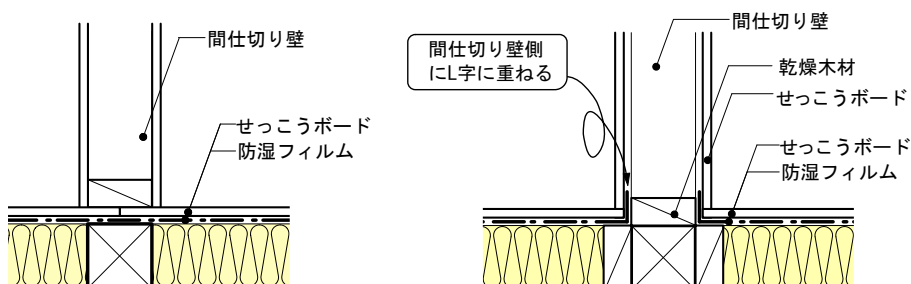 間仕切り壁
せっこうボード
防湿フィルム
間仕切り壁側
にL字に重ねる
間仕切り壁
乾燥木材
せっこうボード
せっこうボード
防湿フィルム